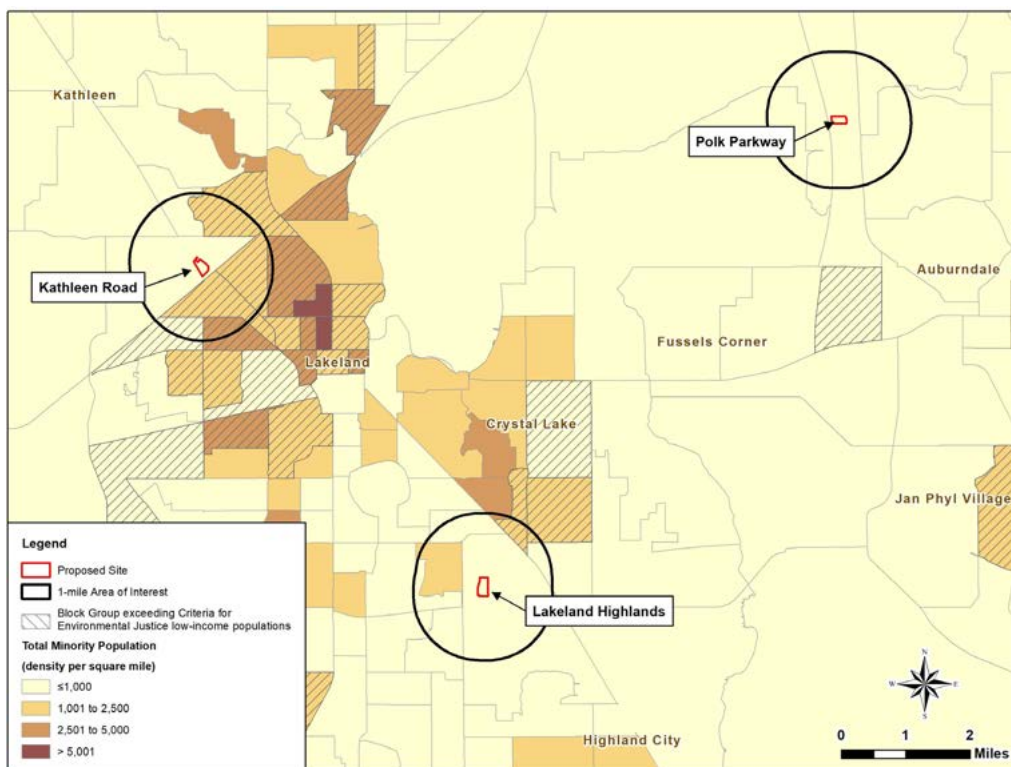 Kathleen
Polk Parkway
Kathleen Road
Auburndale
Fussels Corner
Lakeland
Crystal Lake
Jan Phyl Village
Lakeland Highlands
Highland City
Legend
Proposed Site
1-mile Area of Interest
Block Group exceeding Criteria for
Environmental Justice low-income populations
Total Minority Population
(density per square mile)
≤1,000
1,001 to 2,500
2,501 to 5,000
> 5,001
N
W E
S
0 1 2
Miles